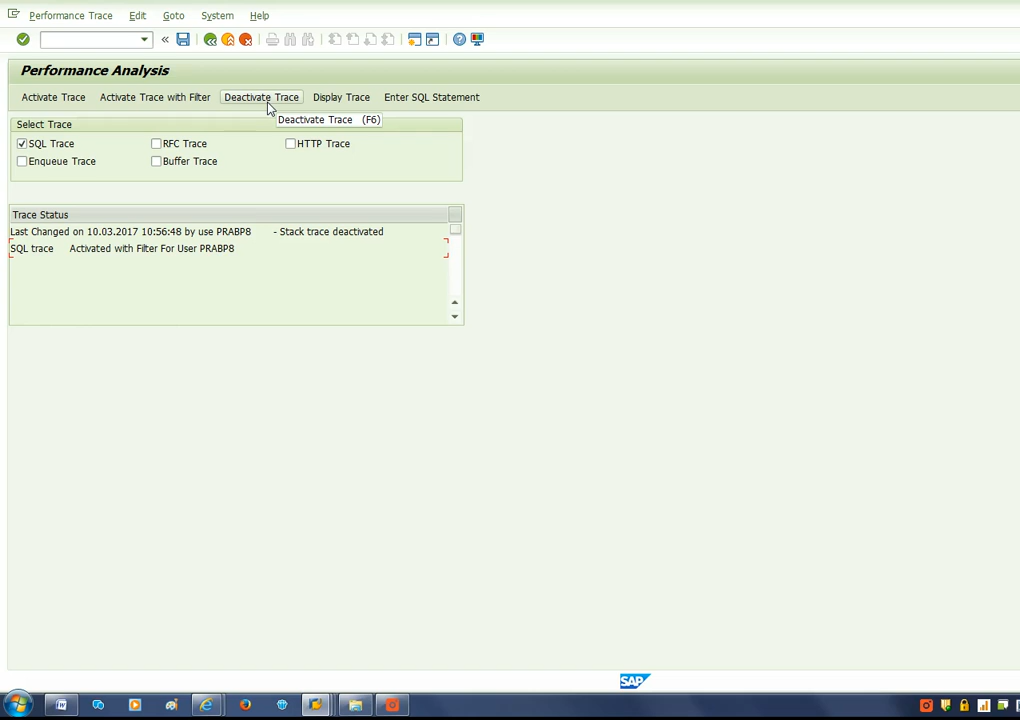 Performance Trace Edit Goto System Help
Performance Analysis
Activate Trace Activate Trace with Filter Deactivate Trace Display Trace Enter SQL Statement
Deactivate Trace (F6)
Select Trace
SQL Trace RFC Trace HTTP Trace
Enqueue Trace Buffer Trace
Trace Status
Last Changed on 10.03.2017 10:56:48 by use PRABP8 - Stack trace deactivated
SQL trace Activated with Filter For User PRABP8
SAP